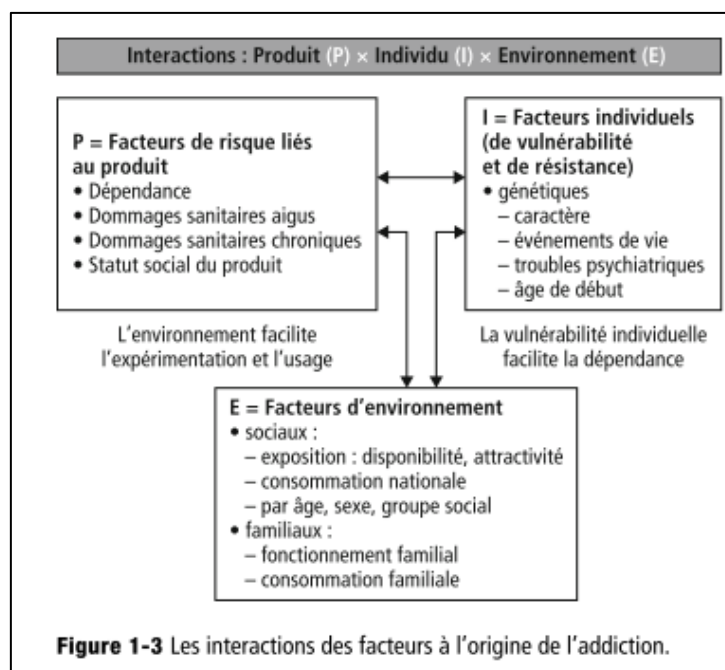 Interactions : Produit (P) × Individu (I) × Environnement (E)
P = Facteurs de risque liés
au produit
• Dépendance
• Dommages sanitaires aigus
• Dommages sanitaires chroniques
• Statut social du produit
I = Facteurs individuels
(de vulnérabilité
et de résistance)
• génétiques
– caractère
– événements de vie
– troubles psychiatriques
– âge de début
L'environnement facilite
l'expérimentation et l'usage
La vulnérabilité individuelle
facilite la dépendance
E = Facteurs d'environnement
• sociaux :
– exposition : disponibilité, attractivité
– consommation nationale
– par âge, sexe, groupe social
• familiaux :
– fonctionnement familial
– consommation familiale
Figure 1-3 Les interactions des facteurs à l'origine de l'addiction.